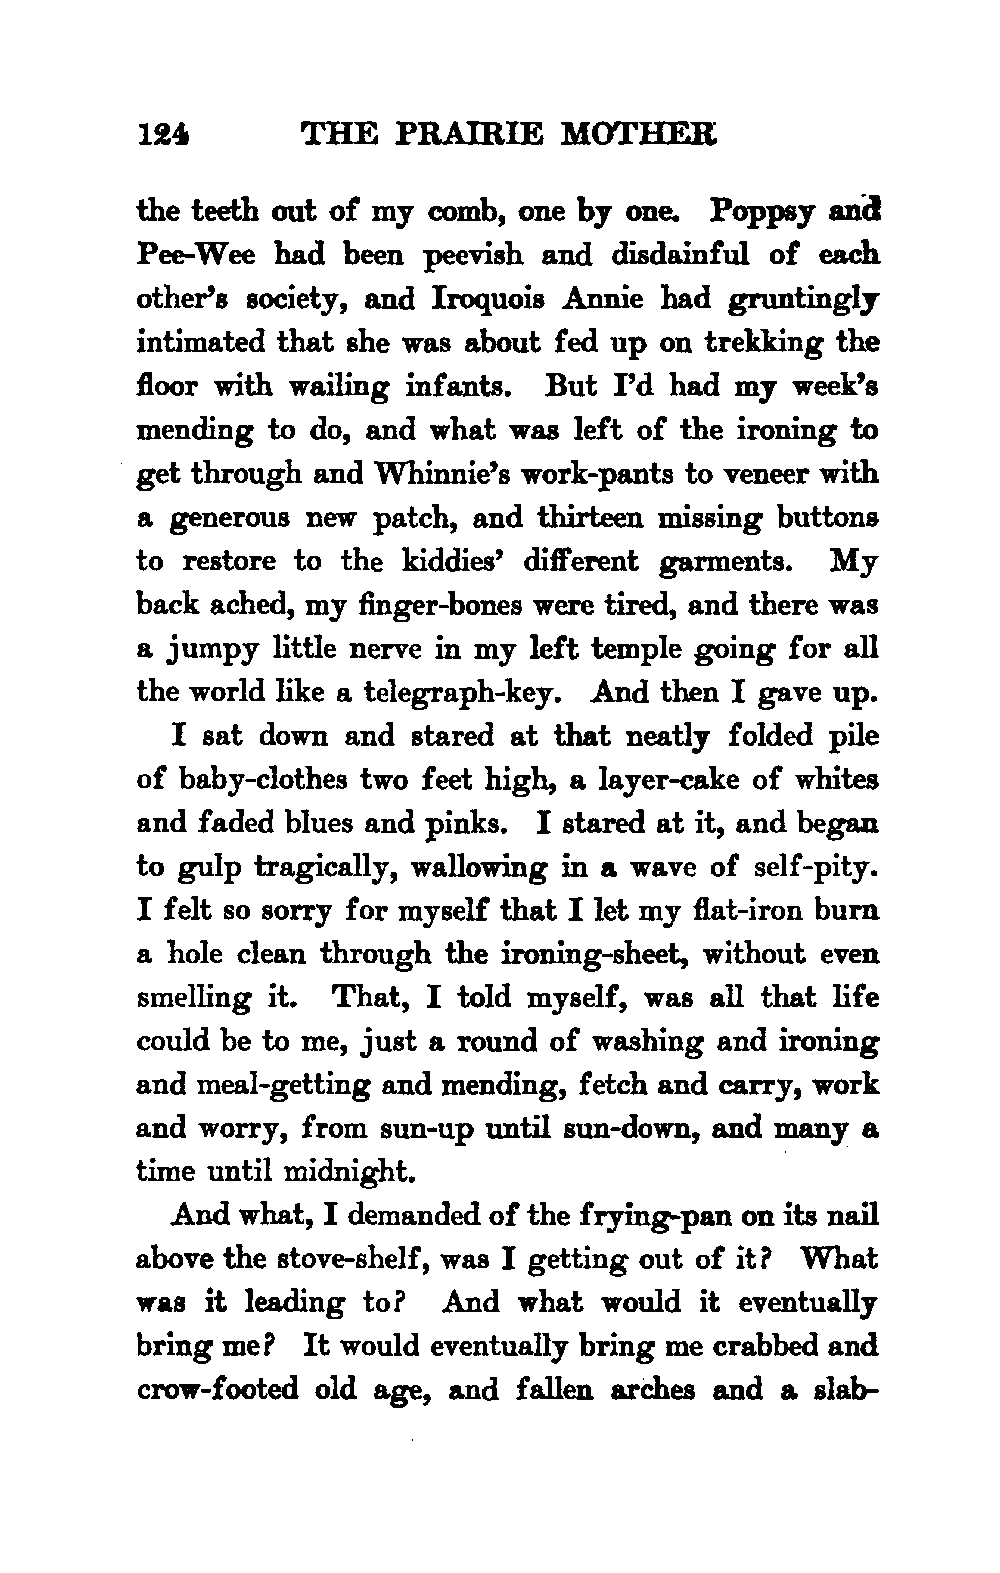 124 THE PRAIRIE MOTHER
the teeth out of my comb, one by one. Poppsy and
Pee-Wee had been peevish and disdainful of each
other's society, and Iroquois Annie had gruntingly
intimated that she was about fed up on trekking the
floor with wailing infants. But I'd had my week's
mending to do, and what was left of the ironing to
get through and Whinnie's work-pants to veneer with
a generous new patch, and thirteen missing buttons
to restore to the kiddies' different garments. My
back ached, my finger-bones were tired, and there was
a jumpy little nerve in my left temple going for all
the world like a telegraph-key. And then I gave up.
I sat down and stared at that neatly folded pile
of baby-clothes two feet high, a layer-cake of whites
and faded blues and pinks. I stared at it, and began
to gulp tragically, wallowing in a wave of self-pity.
I felt so sorry for myself that I let my flat-iron burn
a hole clean through the ironing-sheet, without even
smelling it. That, I told myself, was all that life
could be to me, just a round of washing and ironing
and meal-getting and mending, fetch and carry, work
and worry, from sun-up until sun-down, and many a
time until midnight.
And what, I demanded of the frying-pan on its nail
above the stove-shelf, was I getting out of it? What
was it leading to? And what would it eventually
bring me? It would eventually bring me crabbed and
crow-footed old age, and fallen arches and a slab-